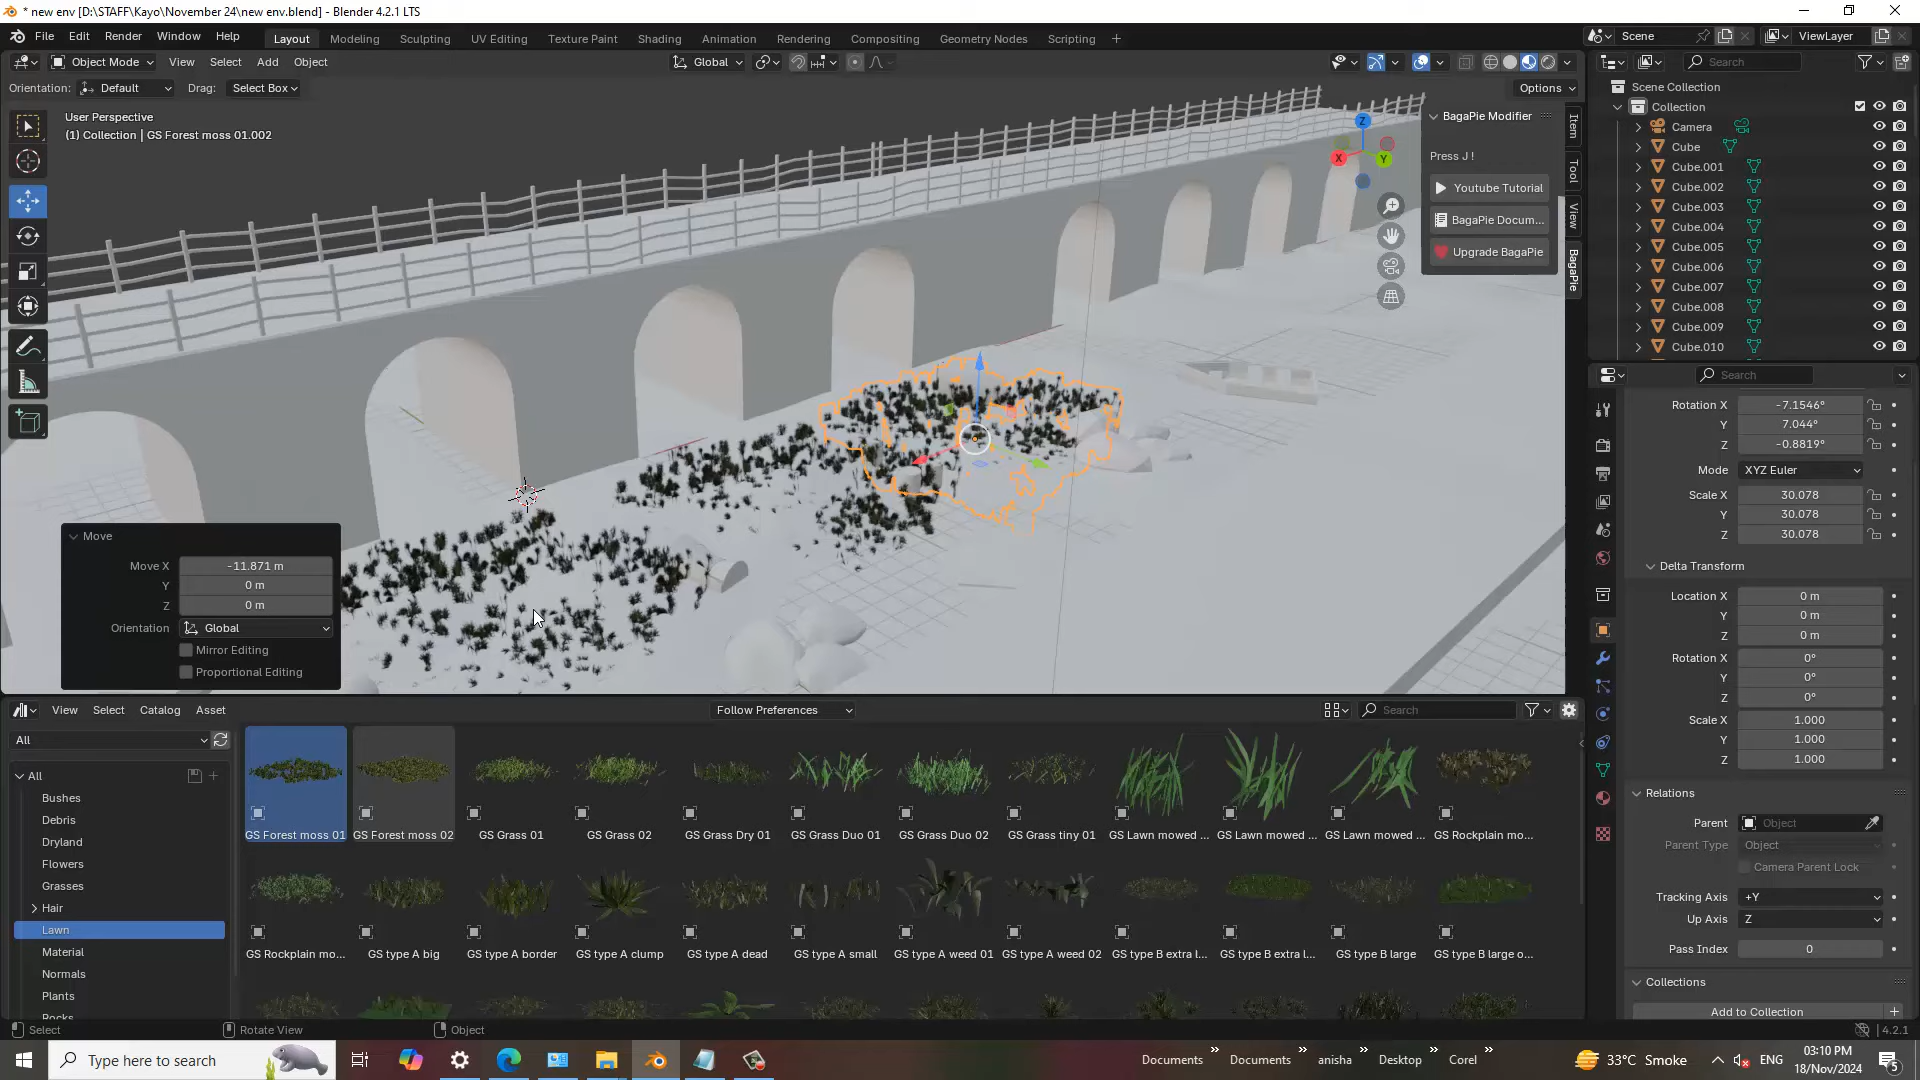 * new env [D:\STAFF\Kayo\November 24\new env.blend] - Blender 4.2.1 LTS
File Edit Render Window Help
Layout Modeling Sculpting UV Editing Texture Paint Shading Animation Rendering Compositing Geometry Nodes Scripting +
Scene ViewLayer
Object Mode View Select Add Object
Global
Search
Orientation: Default Drag: Select Box
Options
User Perspective
(1) Collection | GS Forest moss 01.002
Z
X
Y
BagaPie Modifier
Press J !
Youtube Tutorial
BagaPie Docum...
Upgrade BagaPie
Item
Tool
View
BagaPie
Scene Collection
Collection
Camera
Cube
Cube.001
Cube.002
Cube.003
Cube.004
Cube.005
Cube.006
Cube.007
Cube.008
Cube.009
Cube.010
Search
Rotation X -7.1546°
Y 7.044°
Z -0.8819°
Mode XYZ Euler
Scale X 30.078
Y 30.078
Z 30.078
Delta Transform
Location X 0 m
Y 0 m
Z 0 m
Rotation X 0°
Y 0°
Z 0°
Scale X 1.000
Y 1.000
Z 1.000
Relations
Parent Object
Parent Type Object
Camera Parent Lock
Tracking Axis +Y
Up Axis Z
Pass Index 0
Collections
Add to Collection +
Move
Move X -11.871 m
Y 0 m
Z 0 m
Orientation Global
Mirror Editing
Proportional Editing
View Select Catalog Asset
Follow Preferences
Search
All
All
Bushes
Debris
Dryland
Flowers
Grasses
Hair
Lawn
Material
Normals
Plants
Rocks
GS Forest moss 01 GS Forest moss 02 GS Grass 01 GS Grass 02 GS Grass Dry 01 GS Grass Duo 01 GS Grass Duo 02 GS Grass tiny 01 GS Lawn mowed ... GS Lawn mowed ... GS Lawn mowed ... GS Rockplain mo...
GS Rockplain mo... GS type A big GS type A border GS type A clump GS type A dead GS type A small GS type A weed 01 GS type A weed 02 GS type B extra l... GS type B extra l... GS type B large GS type B large o...
Select Rotate View Object
4.2.1
Type here to search
Documents » Documents » anisha » Desktop » Corel »
33°C Smoke
ENG
03:10 PM
18/Nov/2024
5